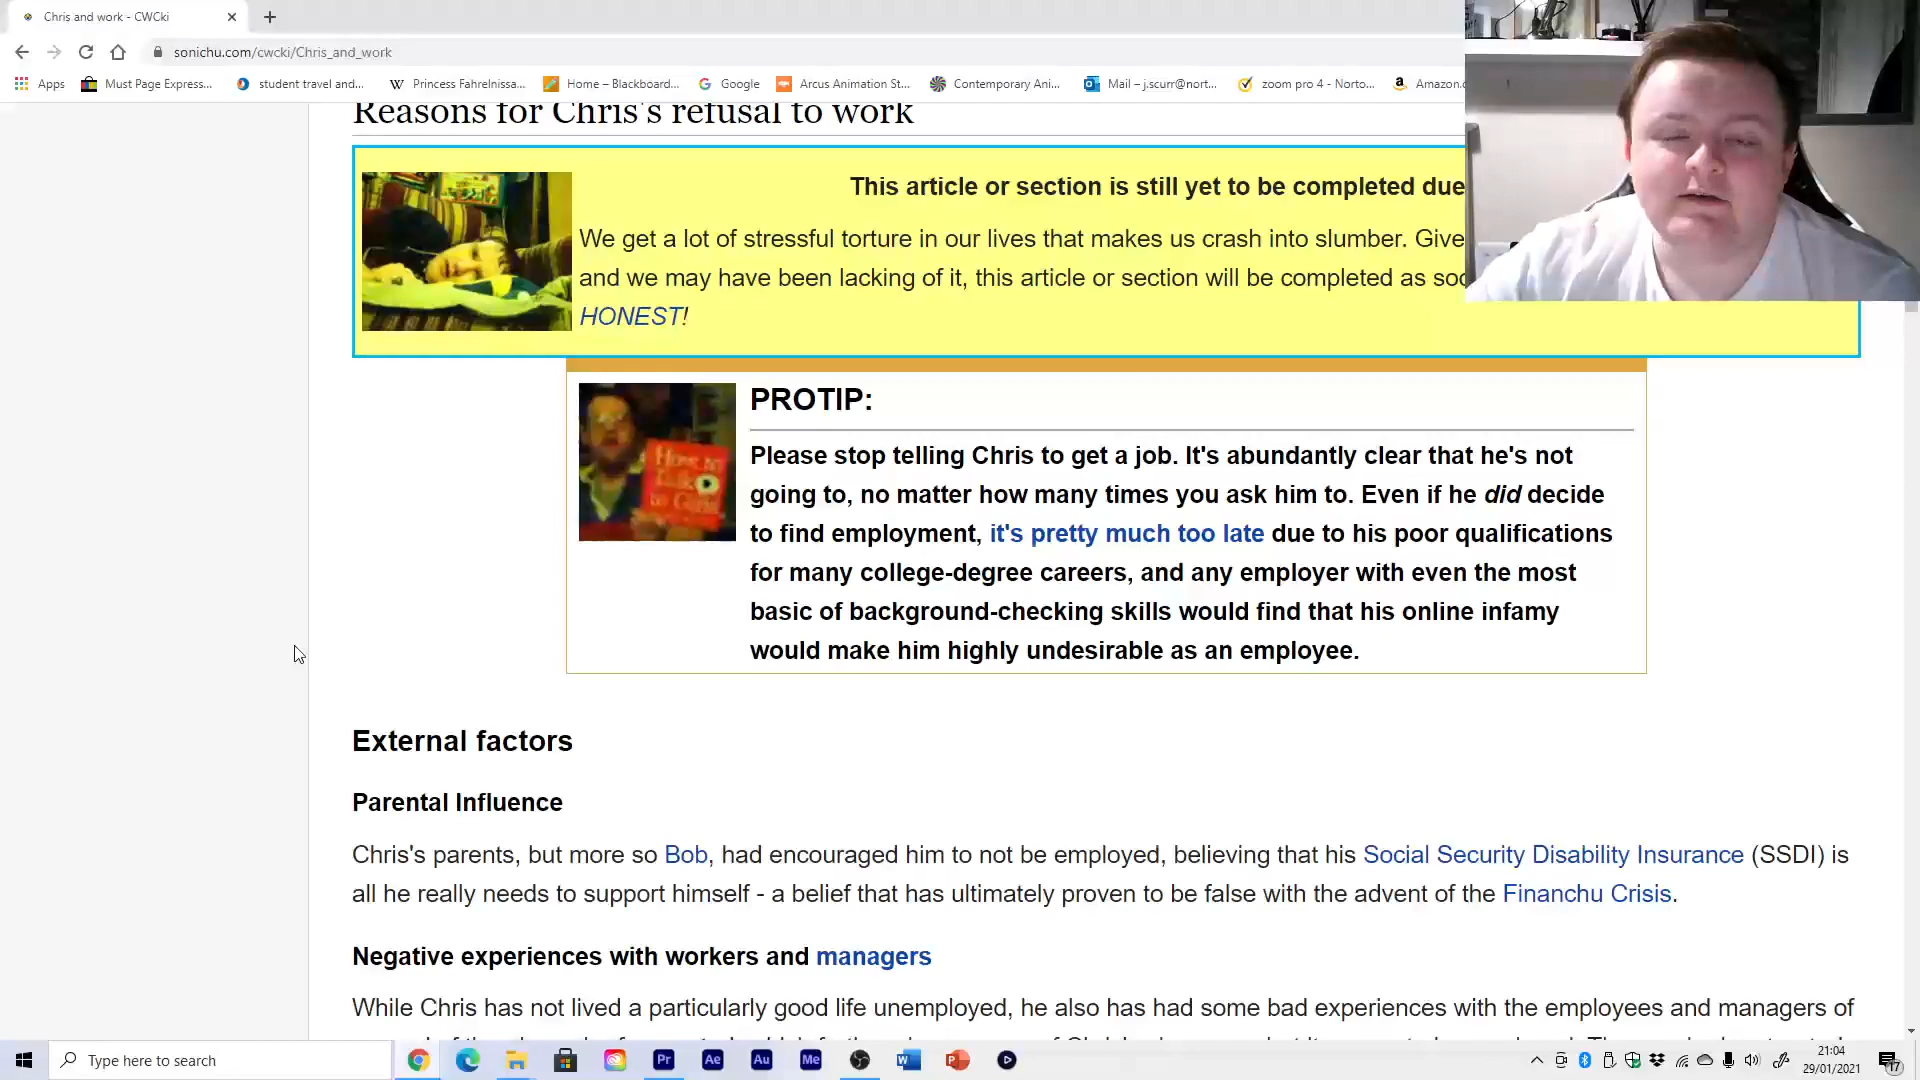 Chris and work - CWCki
sonichu.com/cwcki/Chris_and_work
Apps
Must Page Express...
student travel and...
Princess Fahrelnissa...
Home – Blackboard...
Google
Arcus Animation St...
Contemporary Ani...
Mail – j.scurr@nort...
zoom pro 4 - Norto...
Amazon.c
Reasons for Chris's refusal to work
This article or section is still yet to be completed due
We get a lot of stressful torture in our lives that makes us crash into slumber. Give
and we may have been lacking of it, this article or section will be completed as soo
HONEST!
How to
PROTIP:
Please stop telling Chris to get a job. It's abundantly clear that he's not
going to, no matter how many times you ask him to. Even if he did decide
to find employment, it's pretty much too late due to his poor qualifications
for many college-degree careers, and any employer with even the most
basic of background-checking skills would find that his online infamy
would make him highly undesirable as an employee.
External factors
Parental Influence
Chris's parents, but more so Bob, had encouraged him to not be employed, believing that his Social Security Disability Insurance (SSDI) is
all he really needs to support himself - a belief that has ultimately proven to be false with the advent of the Financhu Crisis.
Negative experiences with workers and managers
While Chris has not lived a particularly good life unemployed, he also has had some bad experiences with the employees and managers of
Type here to search
Pr
Ae
Au
Me
21:04
29/01/2021
17